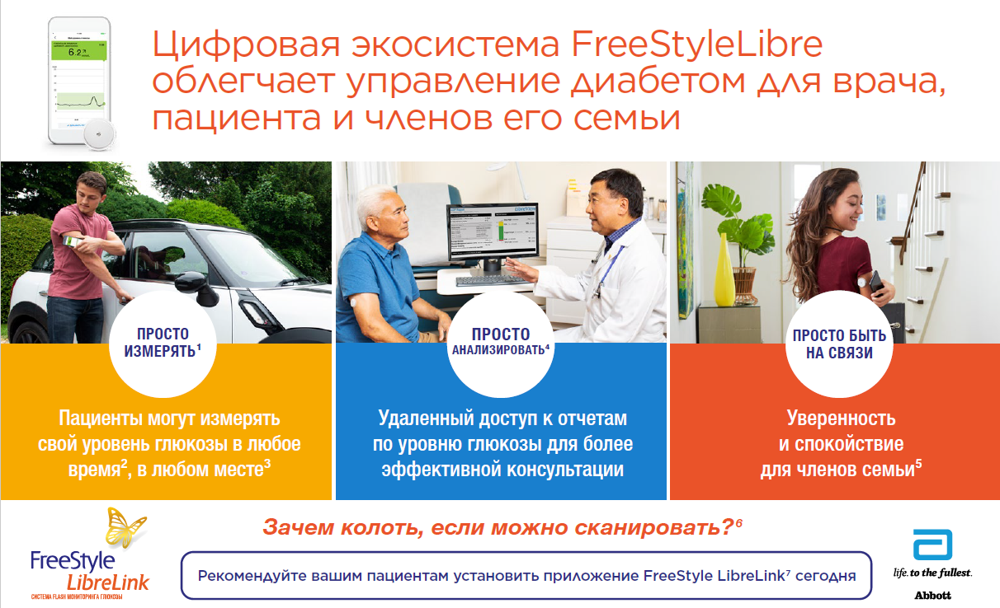 Цифровая экосистема FreeStyleLibre
облегчает управление диабетом для врача,
пациента и членов его семьи
6.2
LibreView
ПРОСТО
ИЗМЕРЯТЬ¹
ПРОСТО
АНАЛИЗИРОВАТЬ⁴
ПРОСТО БЫТЬ
НА СВЯЗИ
Пациенты могут измерять
свой уровень глюкозы в любое
время², в любом месте³
Удаленный доступ к отчетам
по уровню глюкозы для более
эффективной консультации
Уверенность
и спокойствие
для членов семьи⁵
Зачем колоть, если можно сканировать?⁶
FreeStyle
LibreLink
СИСТЕМА FLASH МОНИТОРИНГА ГЛЮКОЗЫ
Рекомендуйте вашим пациентам установить приложение FreeStyle LibreLink⁷ сегодня
life. to the fullest.
Abbott